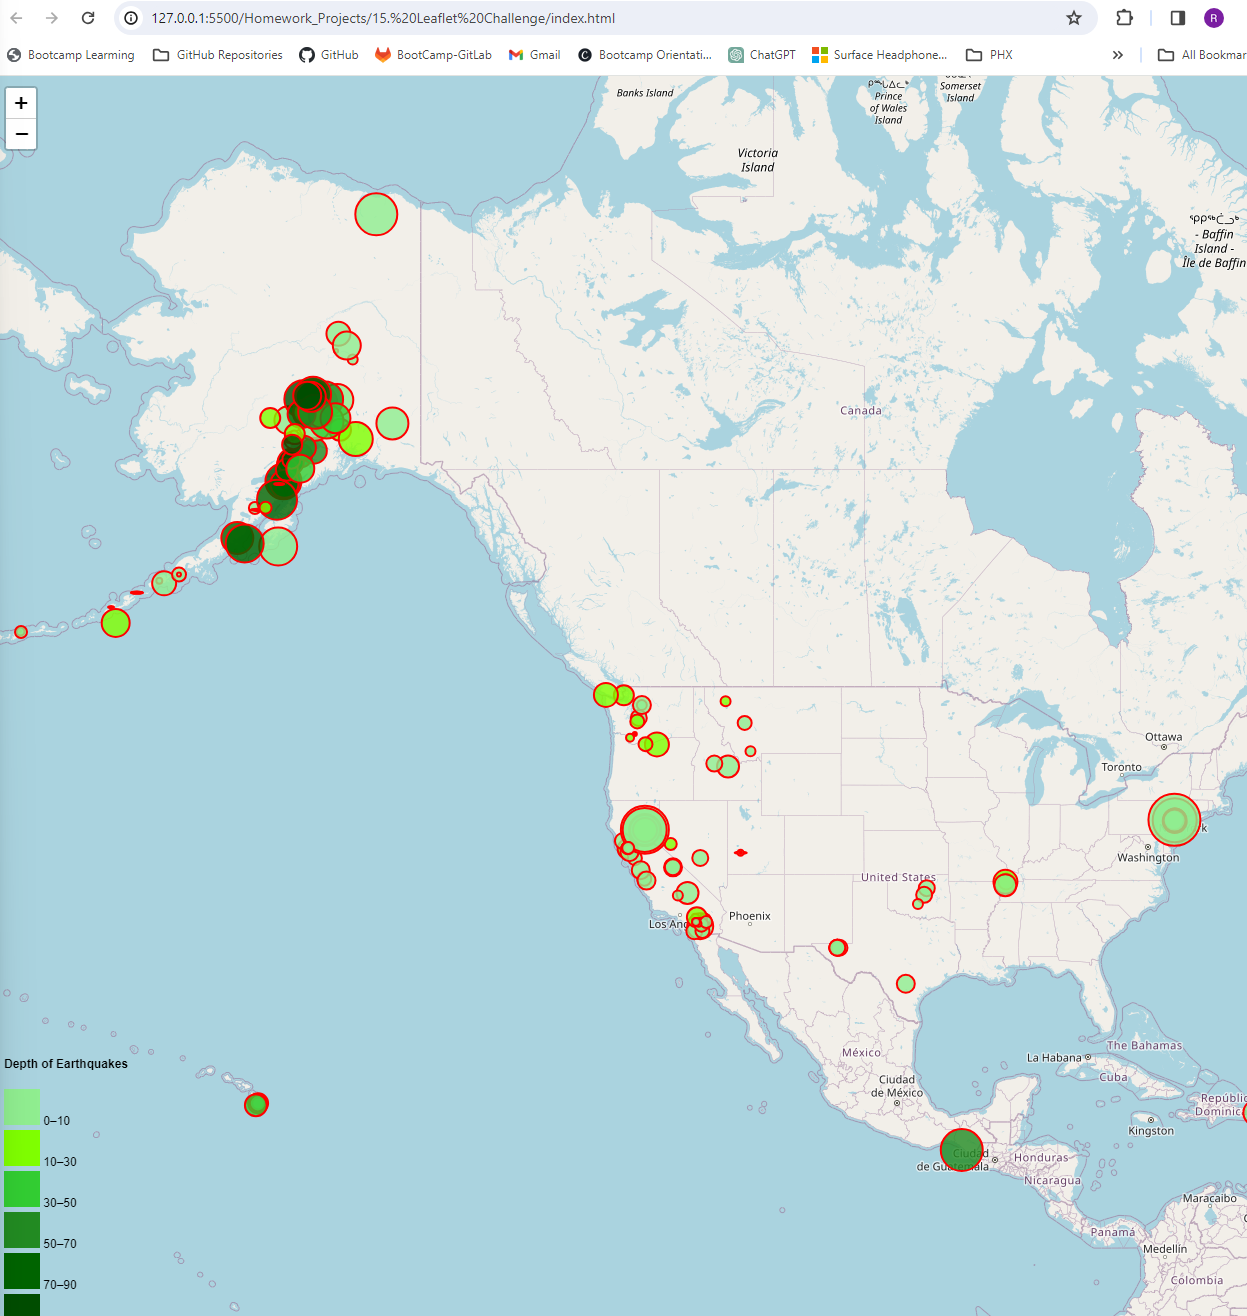 127.0.0.1:5500/Homework_Projects/15.%20Leaflet%20Challenge/index.html
R
Bootcamp Learning
GitHub Repositories
GitHub
BootCamp-GitLab
Gmail
Bootcamp Orientati...
ChatGPT
Surface Headphone...
PHX
»
All Bookmar
+
−
Banks Island
Prince
of Wales
Island
Somerset
Island
Victoria
Island
ᕿᑭᖅᑖᓗᒃ
- Baffin
Island -
Île de Baffin
Canada
Ottawa
Toronto
k
Washington
United States
Phoenix
Los An
La Habana
The Bahamas
Cuba
México
Ciudad
de México
Repúblic
Dominic
Kingston
Ciudad
de Guatemala
Honduras
Nicaragua
Maracaibo
Panamá
Medellín
Colombia
Depth of Earthquakes
0–10
10–30
30–50
50–70
70–90